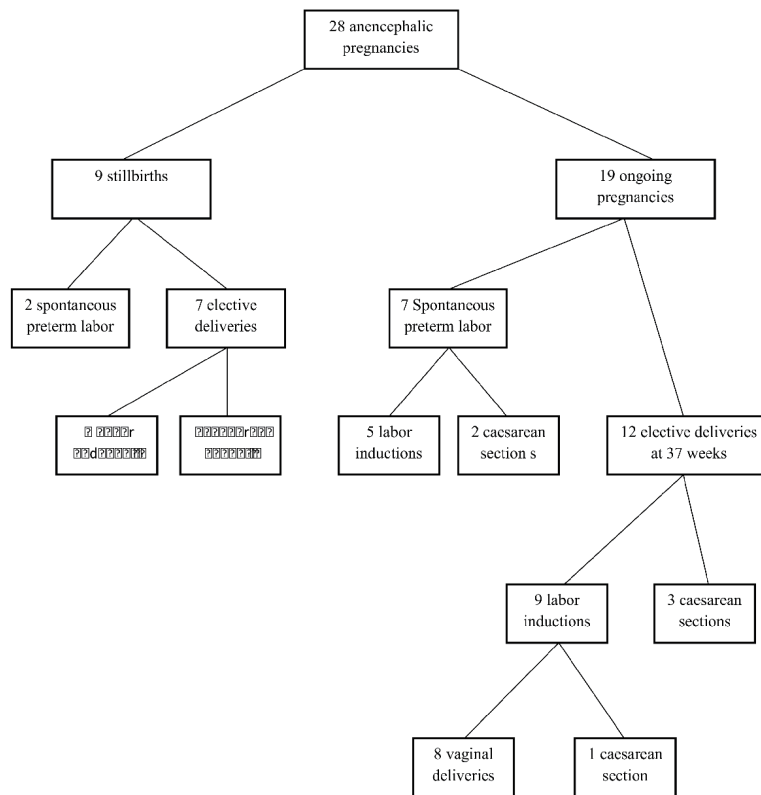 28 anencephalic
pregnancies
9 stillbirths
19 ongoing
pregnancies
2 spontaneous
preterm labor
7 elective
deliveries
7 Spontaneous
preterm labor
5 labor
inductions
2 caesarean
section s
12 elective deliveries
at 37 weeks
9 labor
inductions
3 caesarean
sections
8 vaginal
deliveries
1 caesarean
section